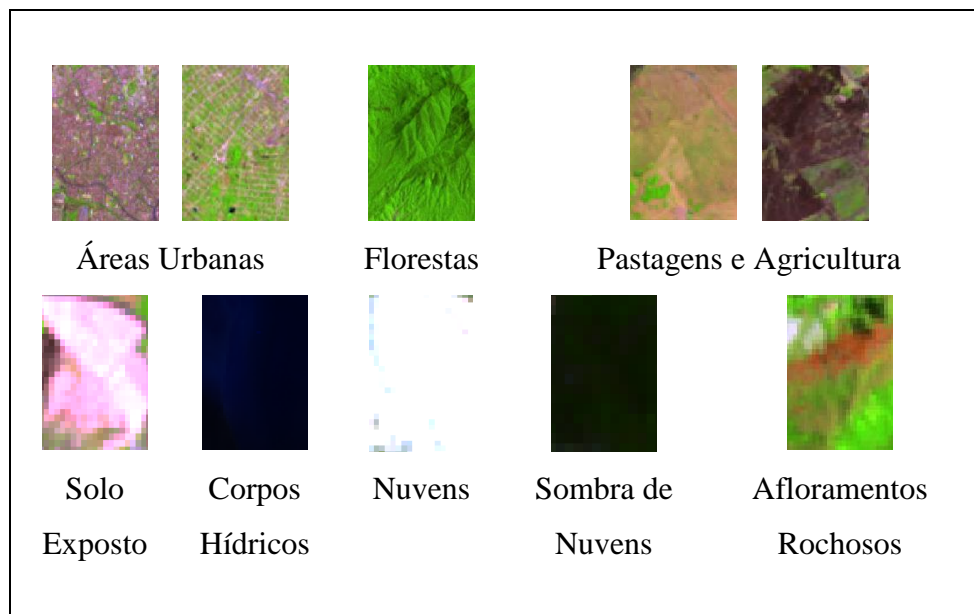 Áreas Urbanas
Florestas
Pastagens e Agricultura
Solo
Exposto
Corpos
Hídricos
Nuvens
Sombra de
Nuvens
Afloramentos
Rochosos